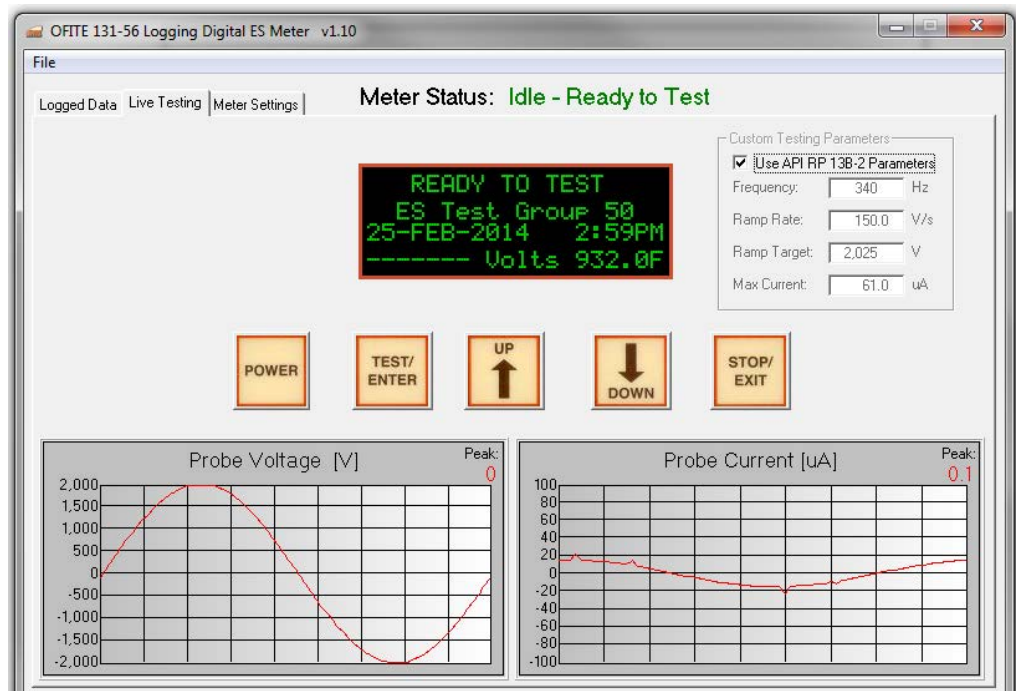 OFITE 131-56 Logging Digital ES Meter v1.10
File
Logged Data Live Testing Meter Settings
Meter Status: Idle - Ready to Test
READY TO TEST
ES Test Group 50
25-FEB-2014 2:59PM
------- Volts 932.0F
Custom Testing Parameters
Use API RP 13B-2 Parameters
Frequency: 340 Hz
Ramp Rate: 150.0 V/s
Ramp Target: 2,025 V
Max Current: 61.0 uA
POWER
TEST/
ENTER
UP
DOWN
STOP/
EXIT
Probe Voltage [V]
Peak:
0
2,000
1,500
1,000
500
0
-500
-1,000
-1,500
-2,000
Probe Current [uA]
Peak:
0.1
100
80
60
40
20
0
-20
-40
-60
-80
-100